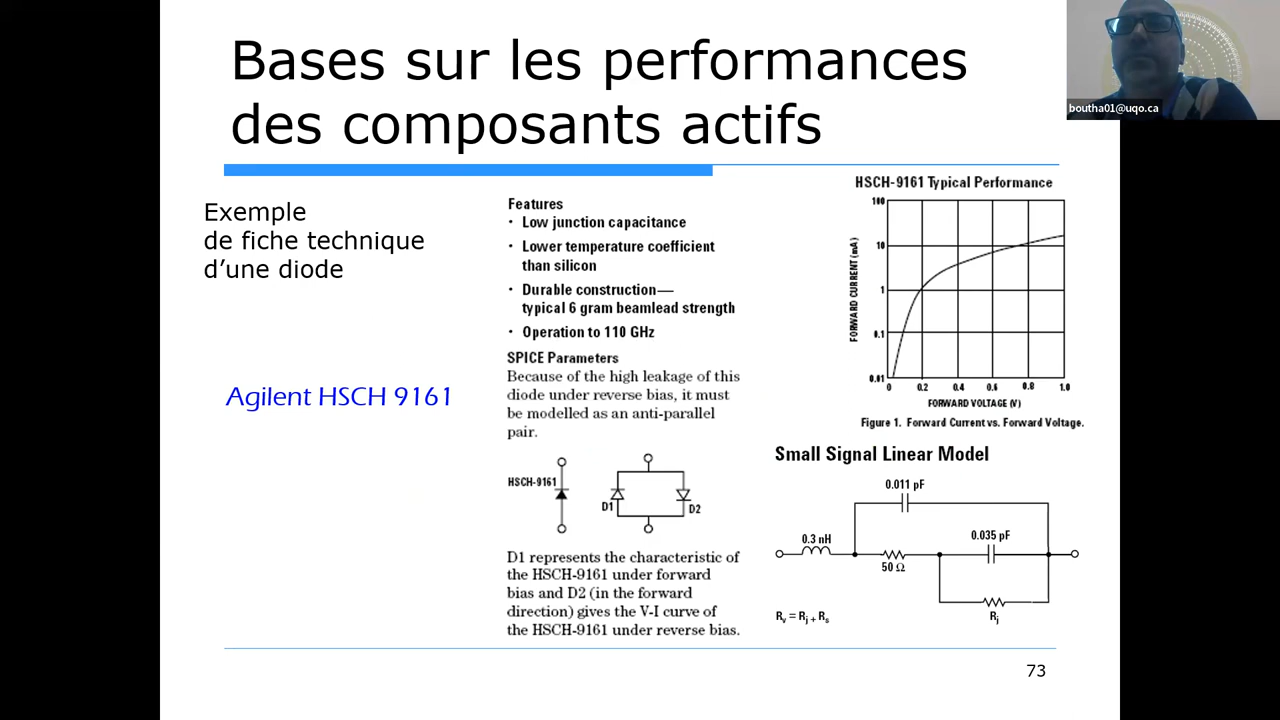 Bases sur les performances
des composants actifs
boutha01@uqo.ca
Exemple
de fiche technique
d’une diode
Agilent HSCH 9161
Features
· Low junction capacitance
· Lower temperature coefficient
than silicon
· Durable construction—
typical 6 gram beamlead strength
· Operation to 110 GHz
SPICE Parameters
Because of the high leakage of this
diode under reverse bias, it must
be modelled as an anti-parallel
pair.
HSCH-9161
D1
D2
D1 represents the characteristic of
the HSCH-9161 under forward
bias and D2 (in the forward
direction) gives the V-I curve of
the HSCH-9161 under reverse bias.
HSCH-9161 Typical Performance
FORWARD CURRENT (mA)
100
10
1
0.1
0.01
0 0.2 0.4 0.6 0.8 1.0
FORWARD VOLTAGE (V)
Figure 1. Forward Current vs. Forward Voltage.
Small Signal Linear Model
0.011 pF
0.3 nH
0.035 pF
50 Ω
Rj
Rv = Rj + Rs
73